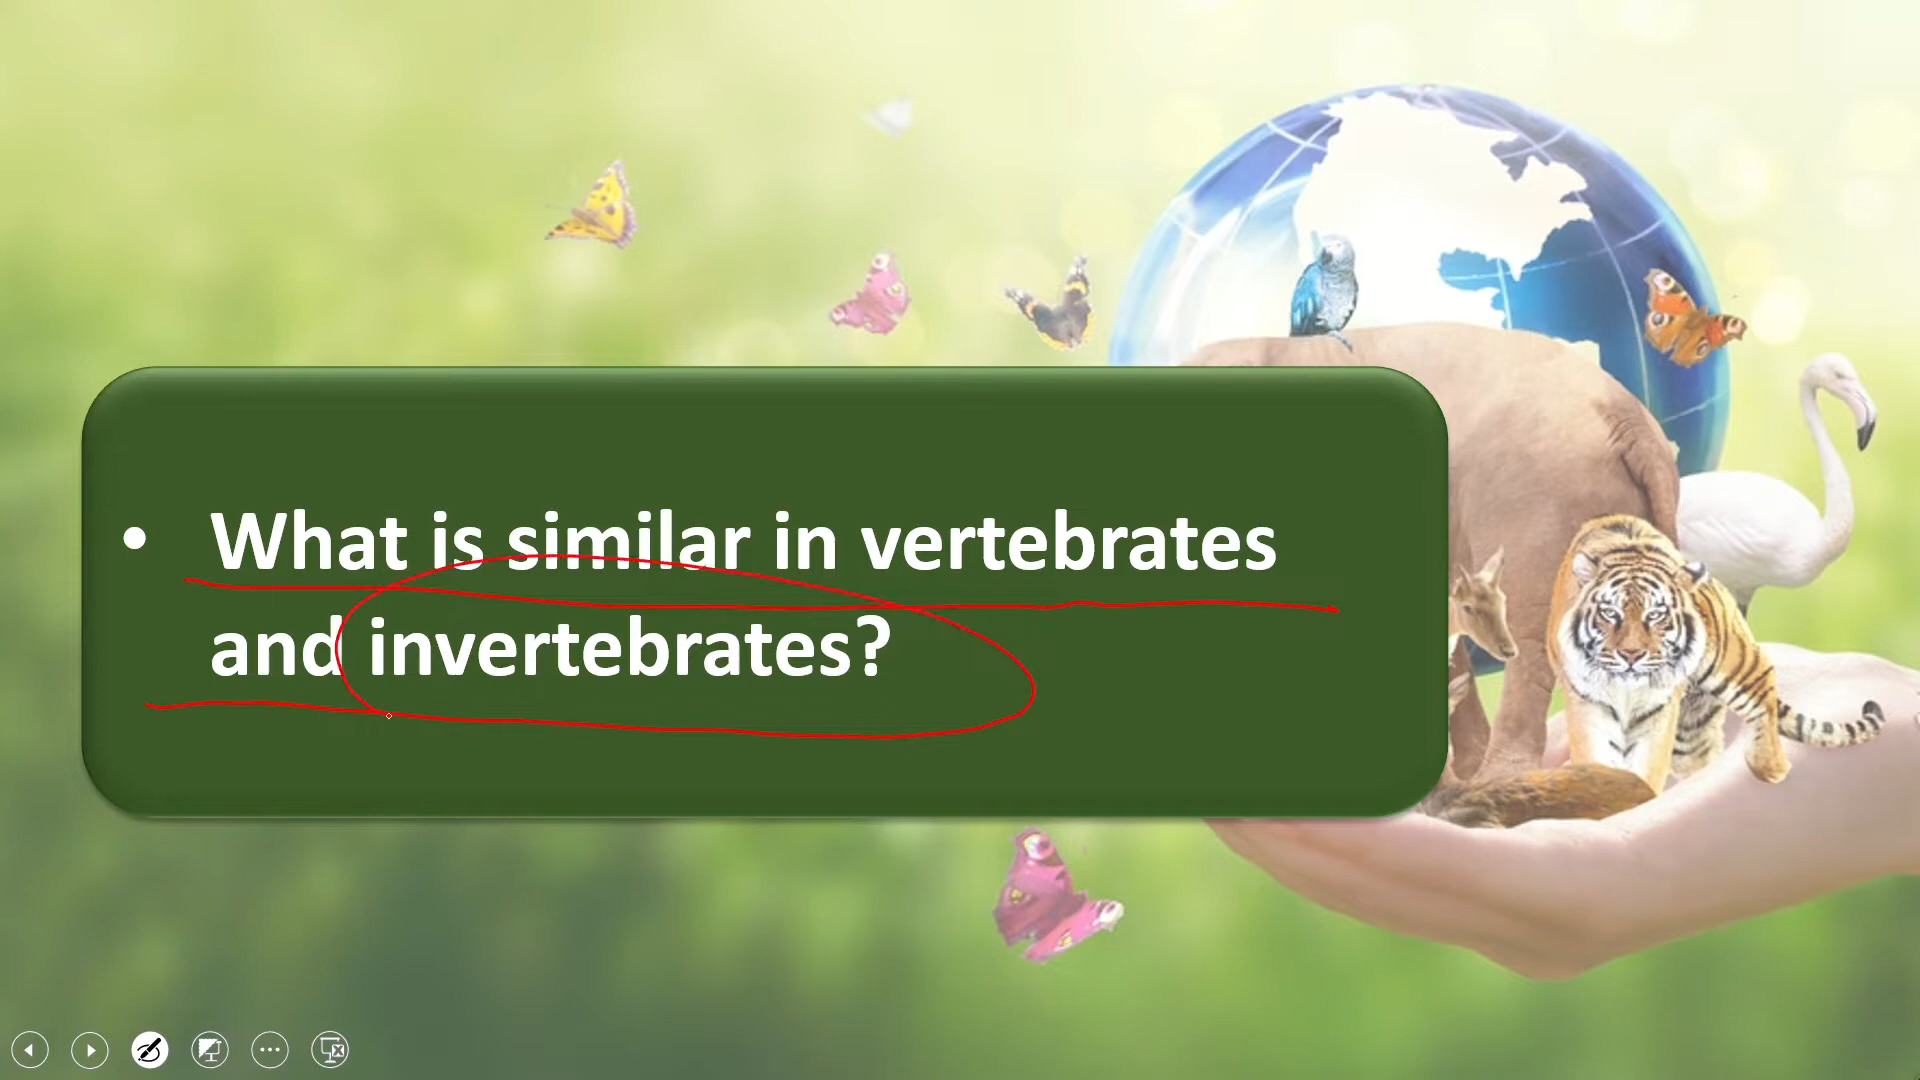 • What is similar in vertebrates
and invertebrates?